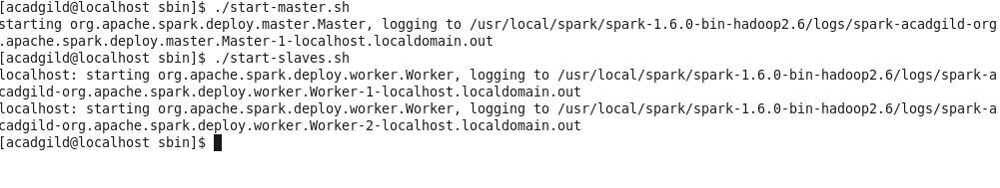 [acadgild@localhost sbin]$ ./start-master.sh
starting org.apache.spark.deploy.master.Master, logging to /usr/local/spark/spark-1.6.0-bin-hadoop2.6/logs/spark-acadgild-org
.apache.spark.deploy.master.Master-1-localhost.localdomain.out
[acadgild@localhost sbin]$ ./start-slaves.sh
localhost: starting org.apache.spark.deploy.worker.Worker, logging to /usr/local/spark/spark-1.6.0-bin-hadoop2.6/logs/spark-a
cadgild-org.apache.spark.deploy.worker.Worker-1-localhost.localdomain.out
localhost: starting org.apache.spark.deploy.worker.Worker, logging to /usr/local/spark/spark-1.6.0-bin-hadoop2.6/logs/spark-a
cadgild-org.apache.spark.deploy.worker.Worker-2-localhost.localdomain.out
[acadgild@localhost sbin]$